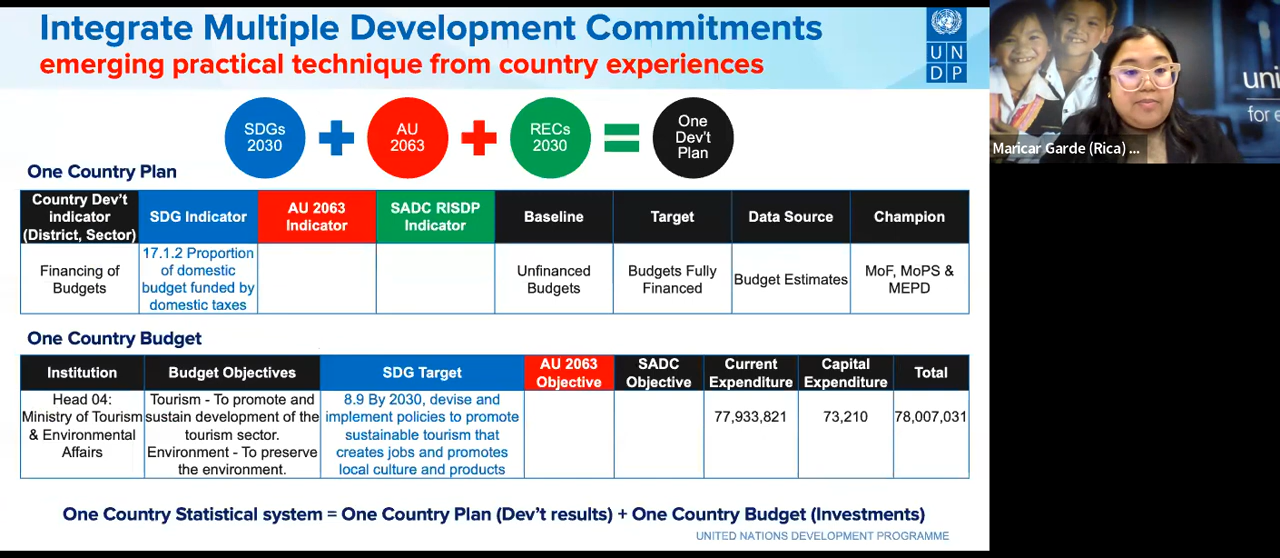 Integrate Multiple Development Commitments
emerging practical technique from country experiences
U N
D P
SDGs
2030
AU
2063
RECs
2030
One
Dev't
Plan
One Country Plan
Country Dev't
indicator
(District, Sector)
SDG Indicator
AU 2063
Indicator
SADC RISDP
Indicator
Baseline
Target
Data Source
Champion
Financing of
Budgets
17.1.2 Proportion
of domestic
budget funded by
domestic taxes
Unfinanced
Budgets
Budgets Fully
Financed
Budget Estimates
MoF, MoPS &
MEPD
One Country Budget
Institution
Budget Objectives
SDG Target
AU 2063
Objective
SADC
Objective
Current
Expenditure
Capital
Expenditure
Total
Head 04:
Ministry of Tourism
& Environmental
Affairs
Tourism - To promote and
sustain development of the
tourism sector.
Environment - To preserve
the environment.
8.9 By 2030, devise and
implement policies to promote
sustainable tourism that
creates jobs and promotes
local culture and products
77,933,821
73,210
78,007,031
One Country Statistical system = One Country Plan (Dev't results) + One Country Budget (Investments)
UNITED NATIONS DEVELOPMENT PROGRAMME
uni
for e
Maricar Garde (Rica) ...